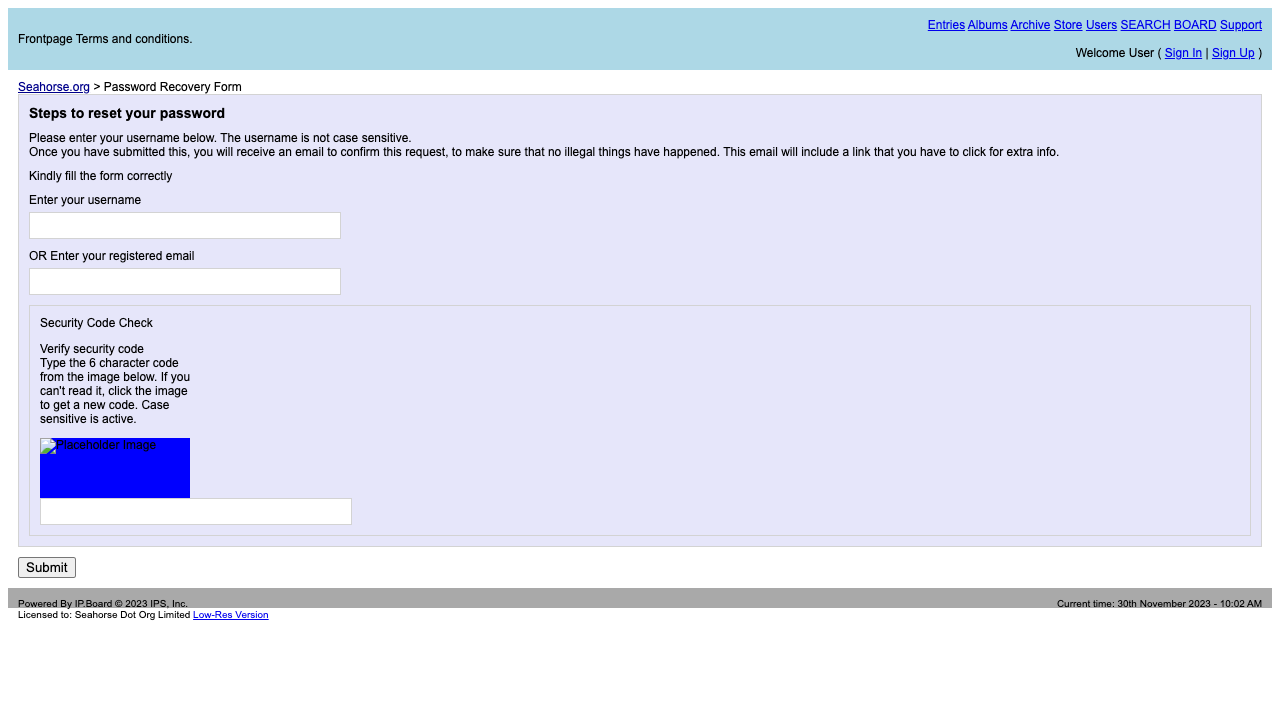 Frontpage Terms and conditions.
Entries Albums Archive Store Users SEARCH BOARD Support
Welcome User ( Sign In | Sign Up )
Seahorse.org > Password Recovery Form
Steps to reset your password
Please enter your username below. The username is not case sensitive.
Once you have submitted this, you will receive an email to confirm this request, to make sure that no illegal things have happened. This email will include a link that you have to click for extra info.
Kindly fill the form correctly
Enter your username
OR Enter your registered email
Security Code Check
Verify security code
Type the 6 character code
from the image below. If you
can't read it, click the image
to get a new code. Case
sensitive is active.
Placeholder Image
Submit
Powered By IP.Board © 2023 IPS, Inc.
Licensed to: Seahorse Dot Org Limited Low-Res Version
Current time: 30th November 2023 - 10:02 AM